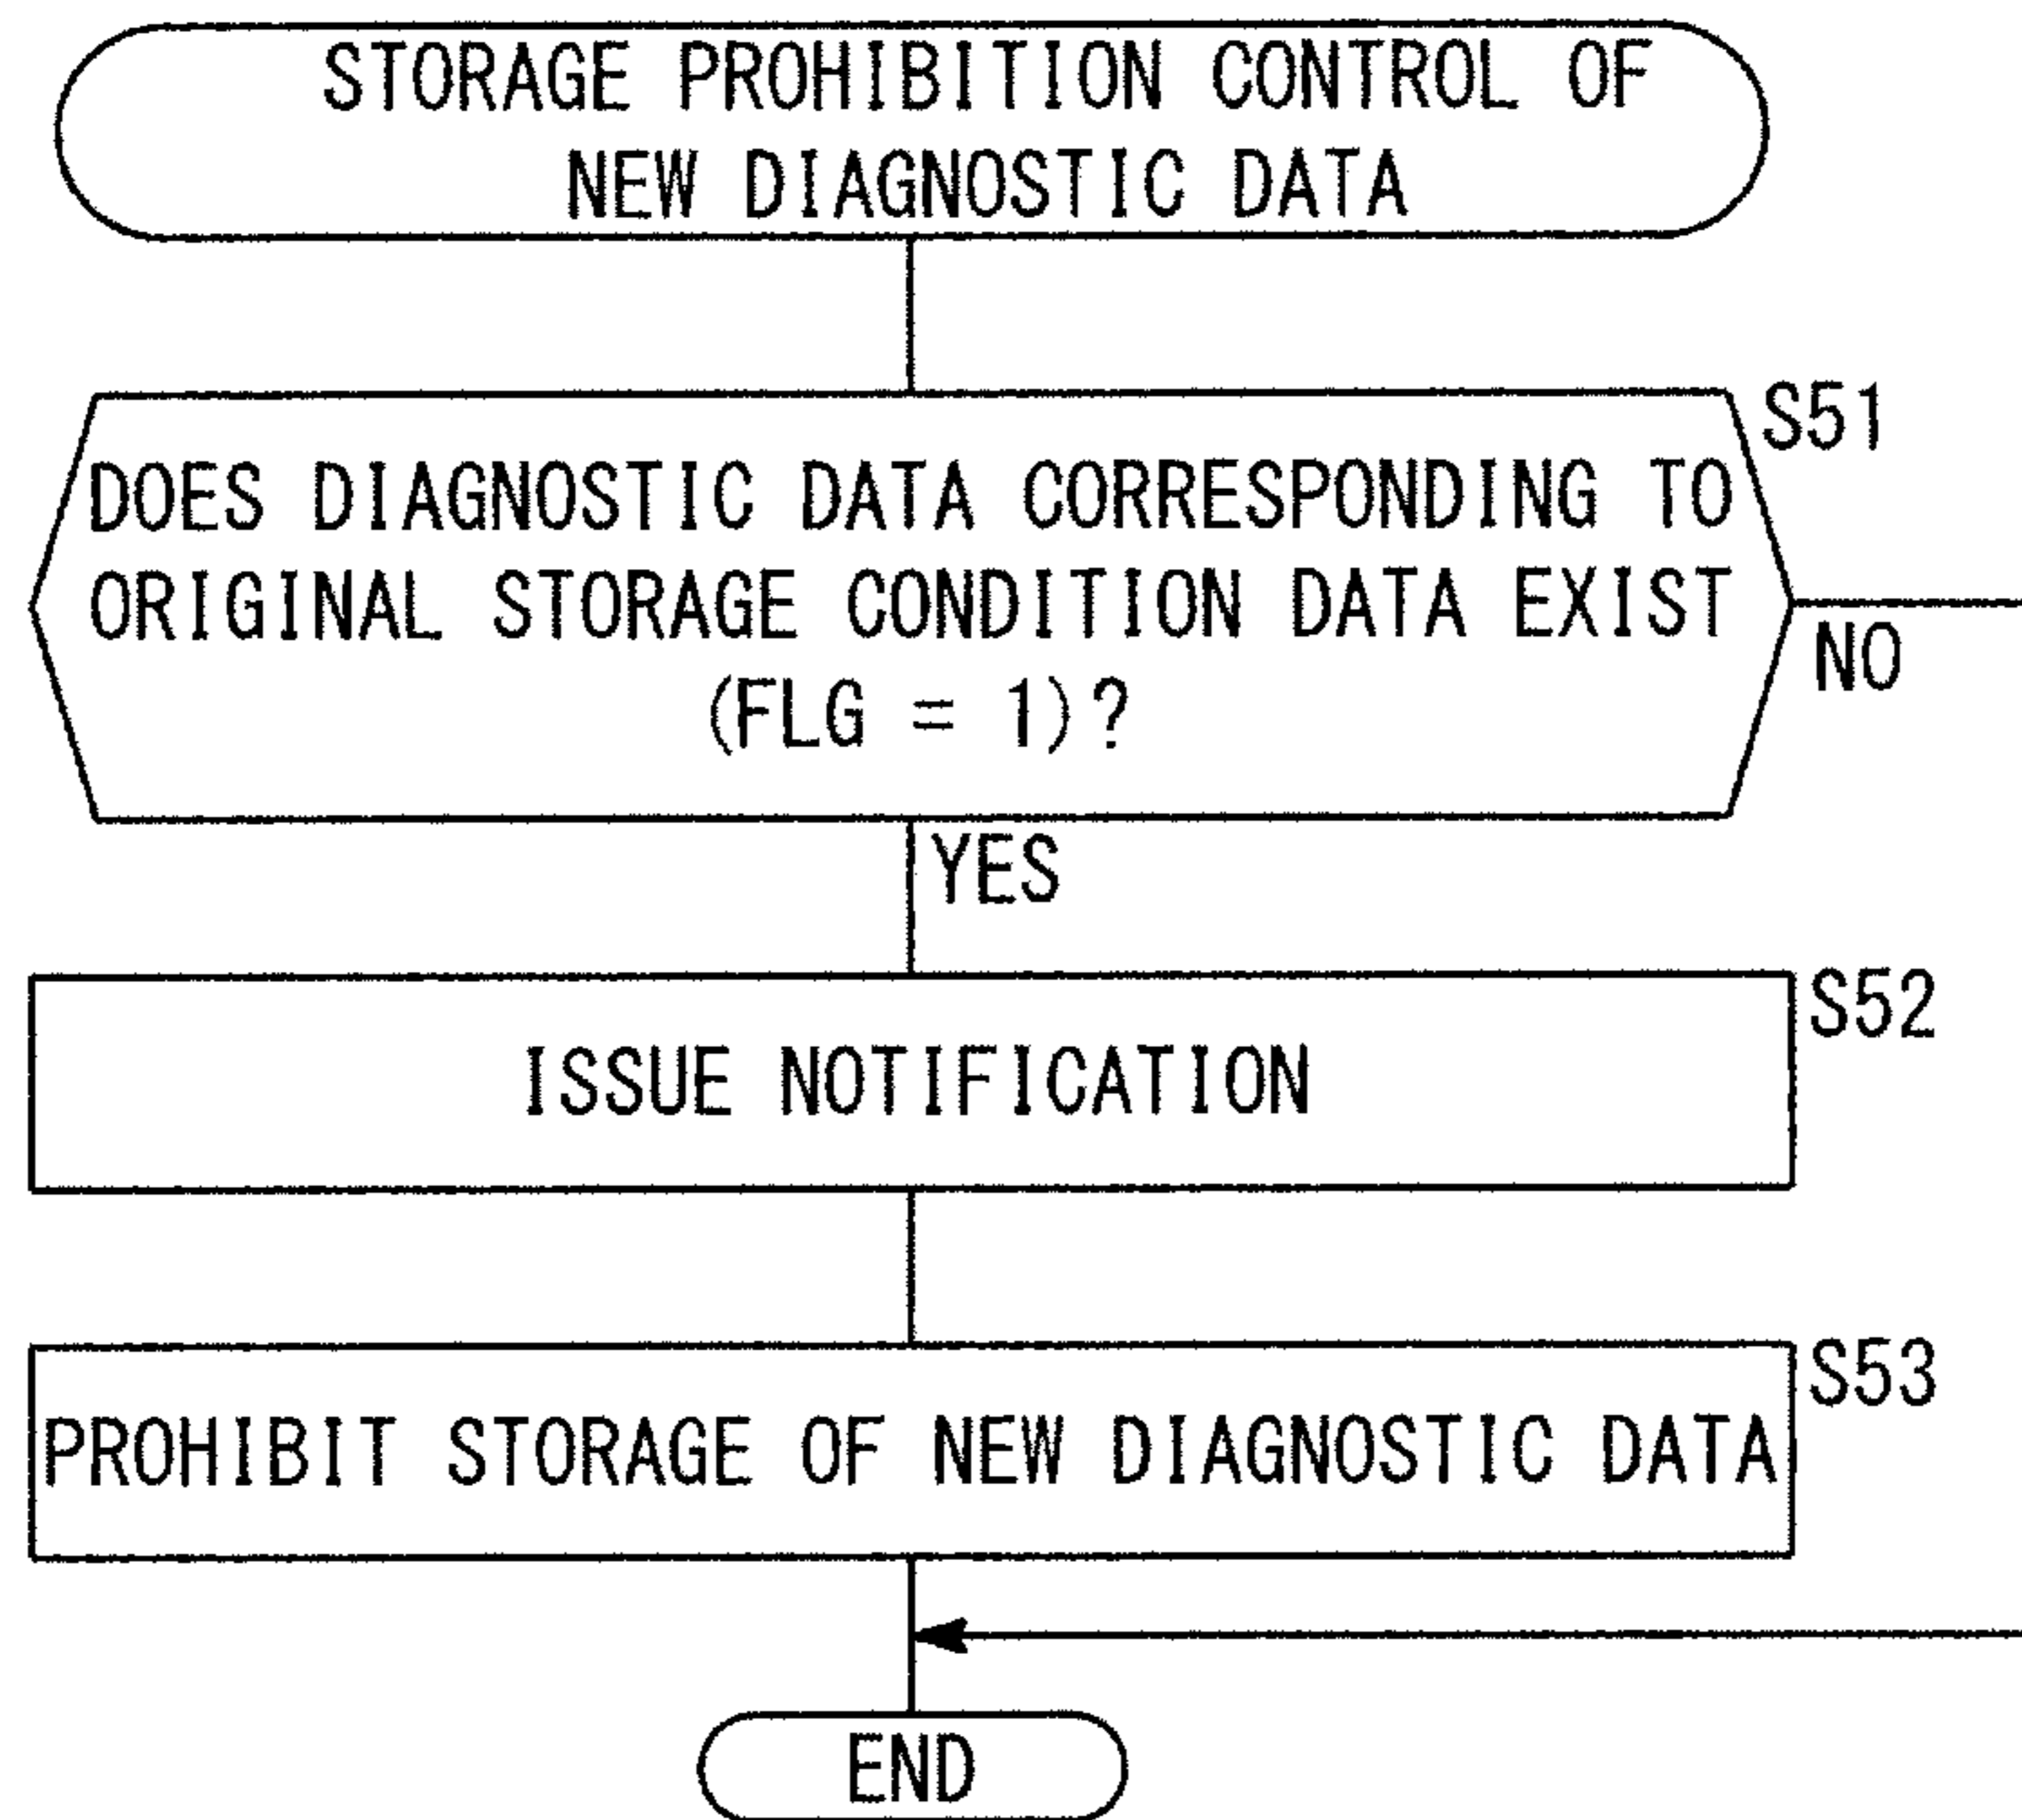 STORAGE PROHIBITION CONTROL OF
NEW DIAGNOSTIC DATA
S51
DOES DIAGNOSTIC DATA CORRESPONDING TO
ORIGINAL STORAGE CONDITION DATA EXIST
(FLG = 1)?
NO
YES
S52
ISSUE NOTIFICATION
S53
PROHIBIT STORAGE OF NEW DIAGNOSTIC DATA
END